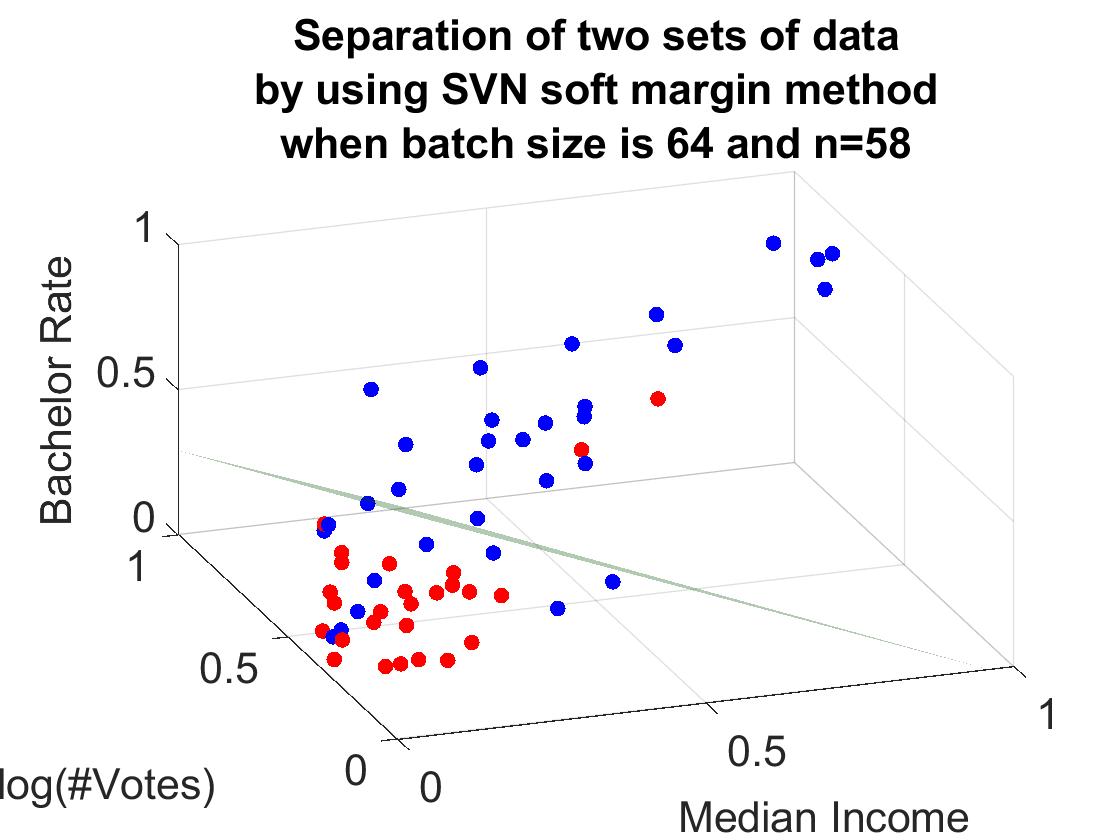 Separation of two sets of data
by using SVN soft margin method
when batch size is 64 and n=58
1
0.5
0
Bachelor Rate
1
0.5
0
log(#Votes)
0
0.5
1
Median Income